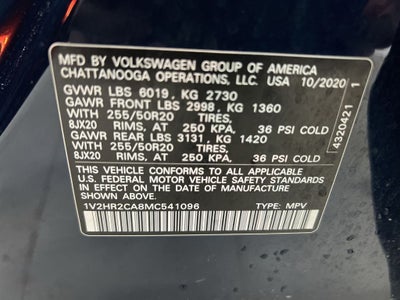 MFD BY VOLKSWAGEN GROUP OF AMERICA
CHATTANOOGA OPERATIONS, LLC. USA 10/2020
GVWR LBS 6019, KG 2730
GAWR FRONT LBS 2998, KG 1360
WITH 255/50R20 TIRES,
8JX20 RIMS, AT 250 KPA, 36 PSI COLD
GAWR REAR LBS 3131, KG 1420
WITH 255/50R20 TIRES,
8JX20 RIMS, AT 250 KPA, 36 PSI COLD
THIS VEHICLE CONFORMS TO ALL APPLICABLE
U.S. FEDERAL MOTOR VEHICLE SAFETY STANDARDS
IN EFFECT ON THE DATE OF MANUFACTURE
SHOWN ABOVE.
1V2HR2CA8MC541096 TYPE: MPV
4320421 1